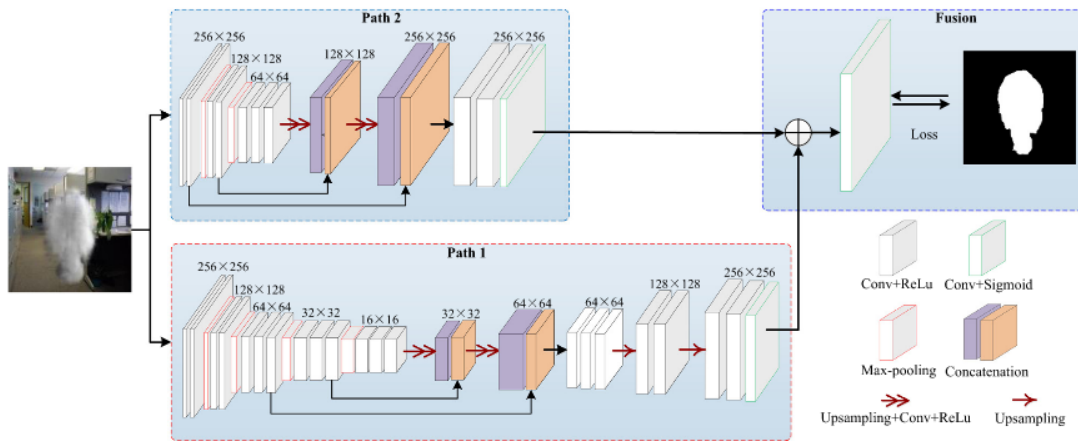 Path 2
256×256
128×128
64×64
128×128
256×256
256×256
Fusion
Loss
Path 1
256×256
128×128
64×64
32×32
16×16
32×32
64×64
64×64
128×128
256×256
Conv+ReLu
Conv+Sigmoid
Max-pooling
Concatenation
Upsampling+Conv+ReLu
Upsampling